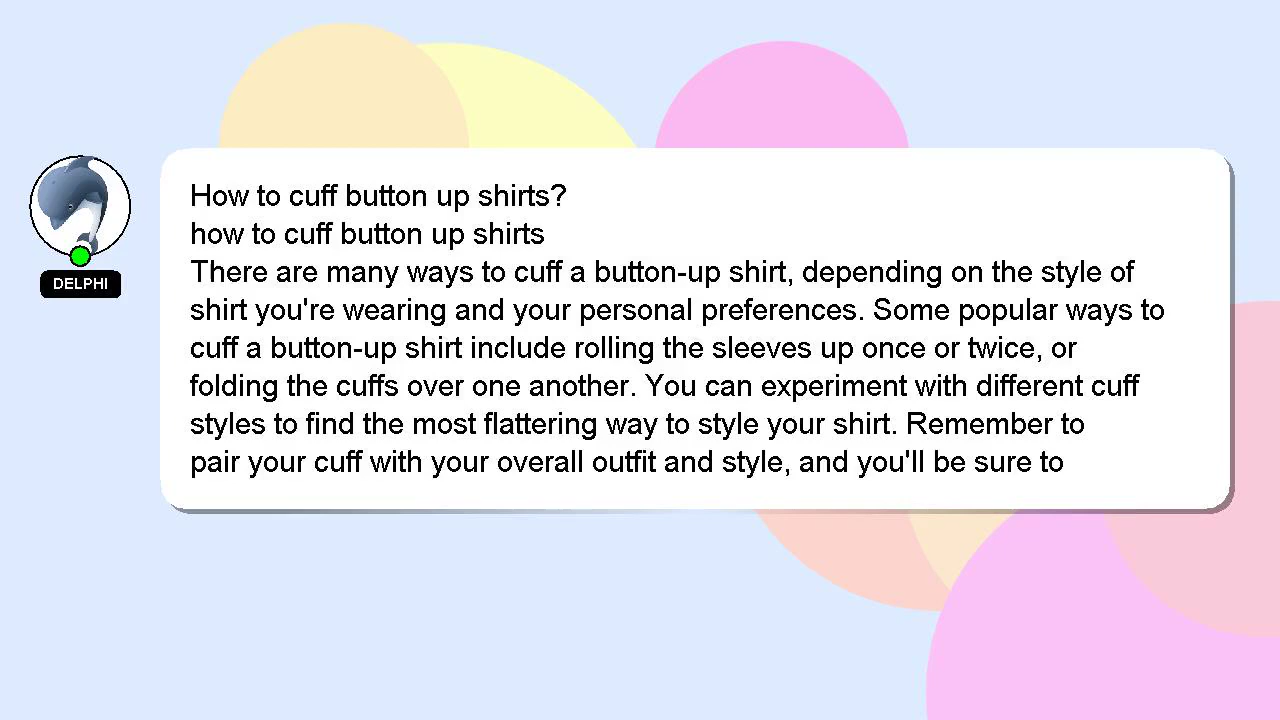 How to cuff button up shirts?
how to cuff button up shirts
There are many ways to cuff a button-up shirt, depending on the style of
shirt you're wearing and your personal preferences. Some popular ways to
cuff a button-up shirt include rolling the sleeves up once or twice, or
folding the cuffs over one another. You can experiment with different cuff
styles to find the most flattering way to style your shirt. Remember to
pair your cuff with your overall outfit and style, and you'll be sure to
DELPHI